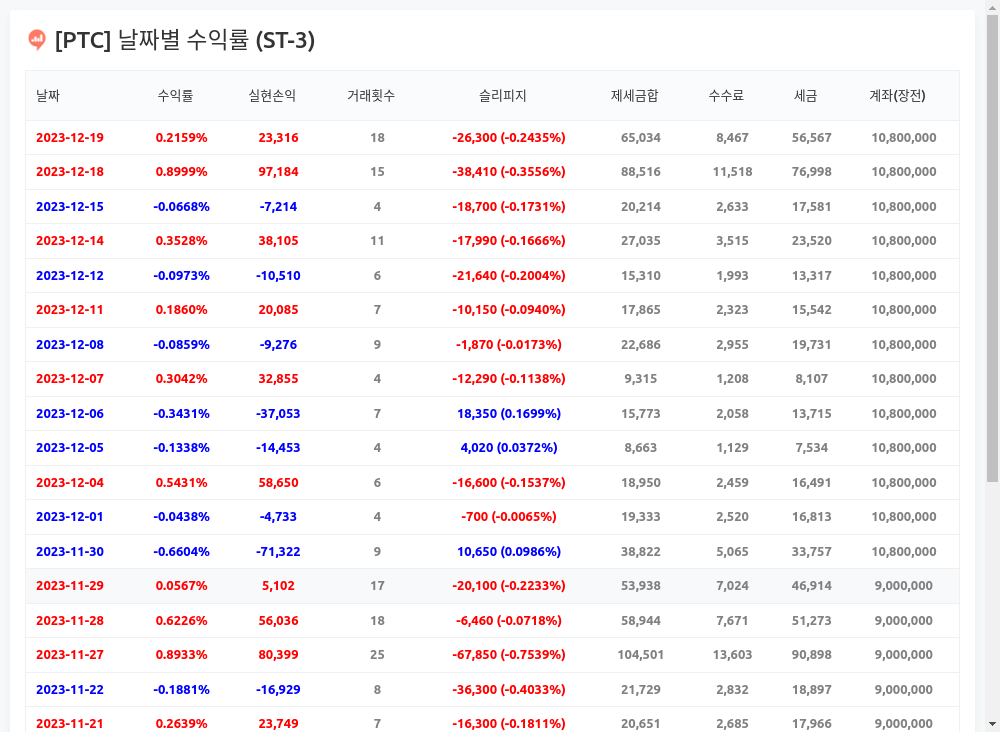 [PTC] 날짜별 수익률 (ST-3)
날짜 수익률 실현손익 거래횟수 슬리피지 제세금합 수수료 세금 계좌(장전)
2023-12-19 0.2159% 23,316 18 -26,300 (-0.2435%) 65,034 8,467 56,567 10,800,000
2023-12-18 0.8999% 97,184 15 -38,410 (-0.3556%) 88,516 11,518 76,998 10,800,000
2023-12-15 -0.0668% -7,214 4 -18,700 (-0.1731%) 20,214 2,633 17,581 10,800,000
2023-12-14 0.3528% 38,105 11 -17,990 (-0.1666%) 27,035 3,515 23,520 10,800,000
2023-12-12 -0.0973% -10,510 6 -21,640 (-0.2004%) 15,310 1,993 13,317 10,800,000
2023-12-11 0.1860% 20,085 7 -10,150 (-0.0940%) 17,865 2,323 15,542 10,800,000
2023-12-08 -0.0859% -9,276 9 -1,870 (-0.0173%) 22,686 2,955 19,731 10,800,000
2023-12-07 0.3042% 32,855 4 -12,290 (-0.1138%) 9,315 1,208 8,107 10,800,000
2023-12-06 -0.3431% -37,053 7 18,350 (0.1699%) 15,773 2,058 13,715 10,800,000
2023-12-05 -0.1338% -14,453 4 4,020 (0.0372%) 8,663 1,129 7,534 10,800,000
2023-12-04 0.5431% 58,650 6 -16,600 (-0.1537%) 18,950 2,459 16,491 10,800,000
2023-12-01 -0.0438% -4,733 4 -700 (-0.0065%) 19,333 2,520 16,813 10,800,000
2023-11-30 -0.6604% -71,322 9 10,650 (0.0986%) 38,822 5,065 33,757 10,800,000
2023-11-29 0.0567% 5,102 17 -20,100 (-0.2233%) 53,938 7,024 46,914 9,000,000
2023-11-28 0.6226% 56,036 18 -6,460 (-0.0718%) 58,944 7,671 51,273 9,000,000
2023-11-27 0.8933% 80,399 25 -67,850 (-0.7539%) 104,501 13,603 90,898 9,000,000
2023-11-22 -0.1881% -16,929 8 -36,300 (-0.4033%) 21,729 2,832 18,897 9,000,000
2023-11-21 0.2639% 23,749 7 -16,300 (-0.1811%) 20,651 2,685 17,966 9,000,000